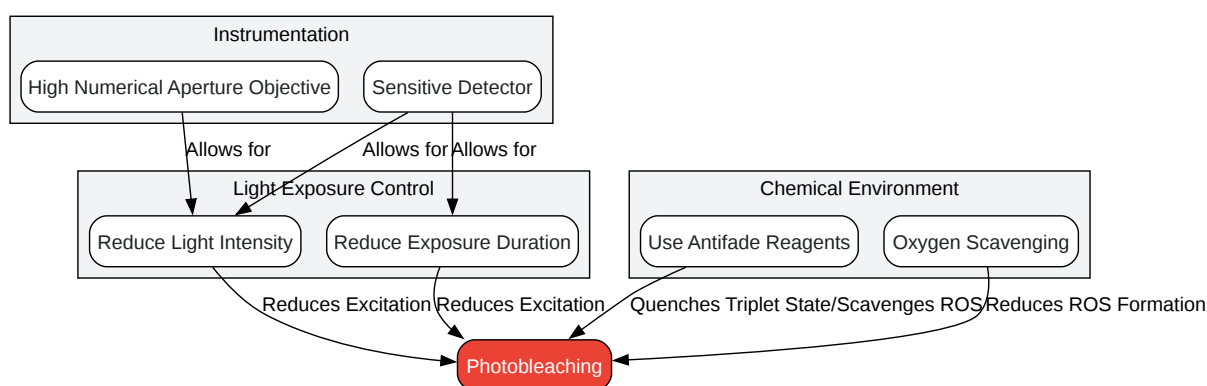 Instrumentation
High Numerical Aperture Objective
Sensitive Detector
Allows for
Allows for
Allows for
Light Exposure Control
Chemical Environment
Reduce Light Intensity
Reduce Exposure Duration
Use Antifade Reagents
Oxygen Scavenging
Reduces Excitation
Reduces Excitation
Quenches Triplet State/Scavenges ROS
Reduces ROS Formation
Photobleaching